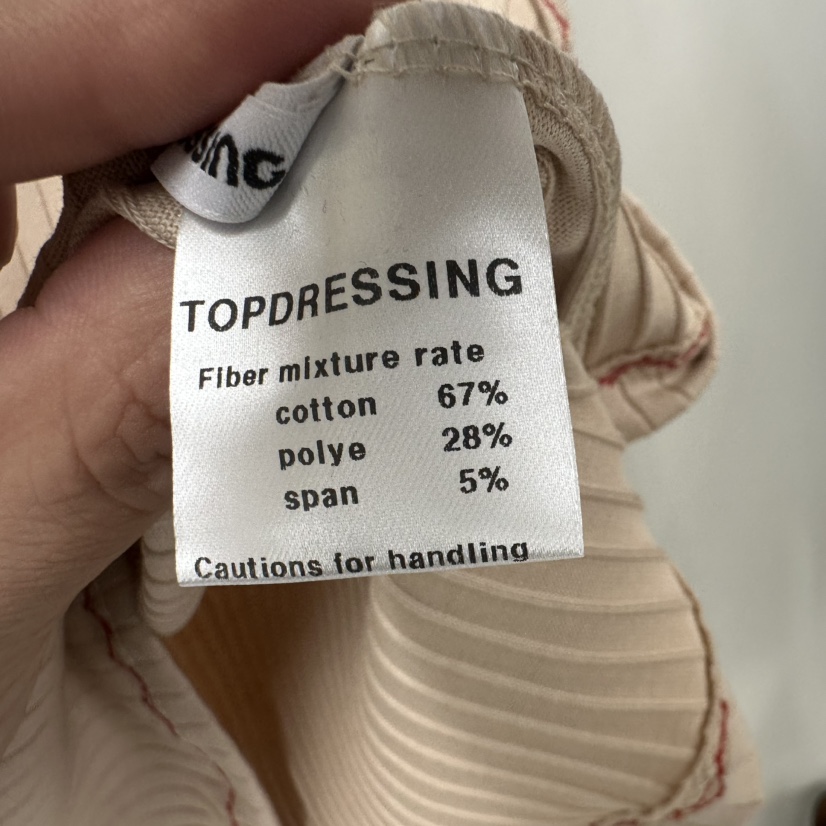 TOPDRESSING
Fiber mixture rate
cotton 67%
polye 28%
span 5%
Cautions for handling